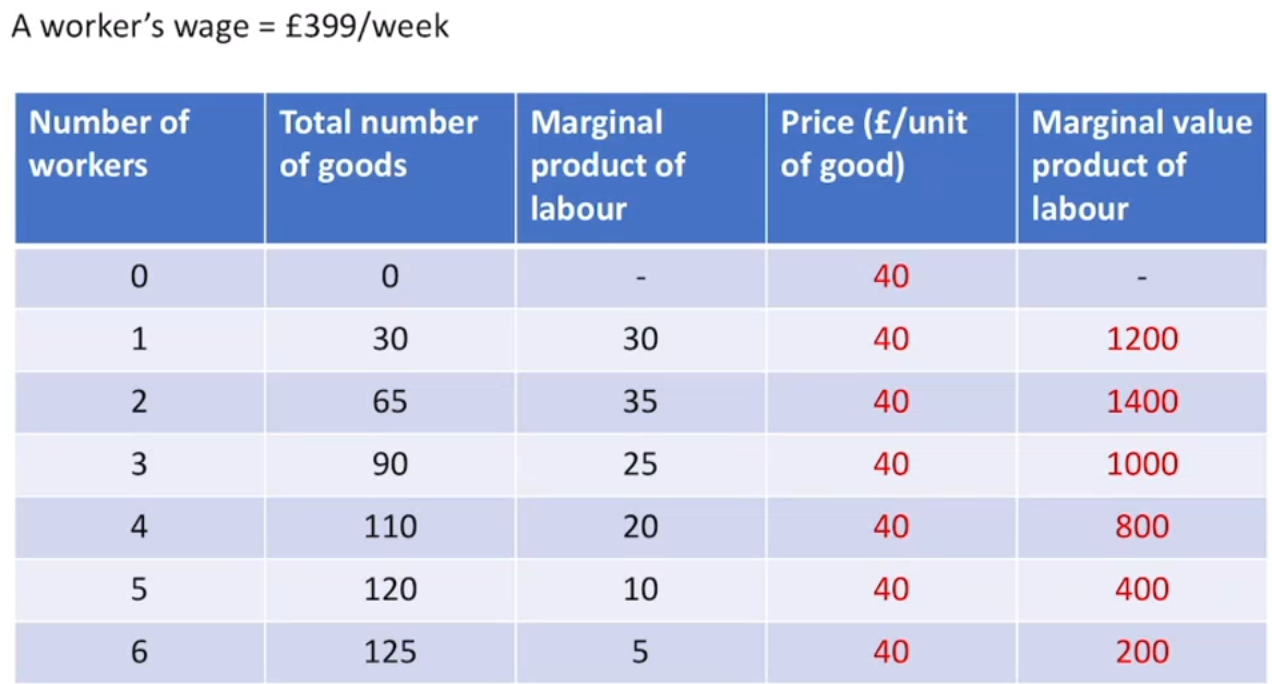 A worker's wage = £399/week
Number of workers Total number of goods Marginal product of labour Price (£/unit of good) Marginal value product of labour
0 0 - 40 -
1 30 30 40 1200
2 65 35 40 1400
3 90 25 40 1000
4 110 20 40 800
5 120 10 40 400
6 125 5 40 200